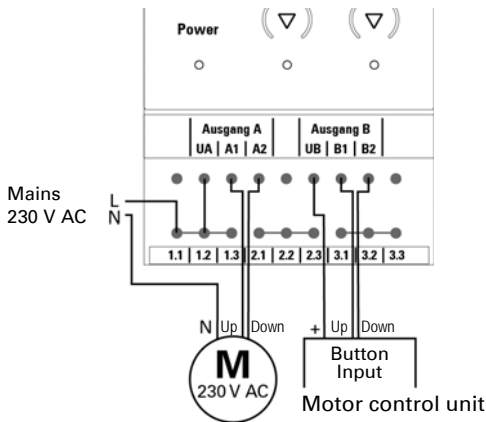 Power
Ausgang A
Ausgang B
UA A1 A2
UB B1 B2
Mains
230 V AC
L
N
1.1 1.2 1.3 2.1 2.2 2.3 3.1 3.2 3.3
N Up Down
+ Up Down
M
230 V AC
Button
Input
Motor control unit